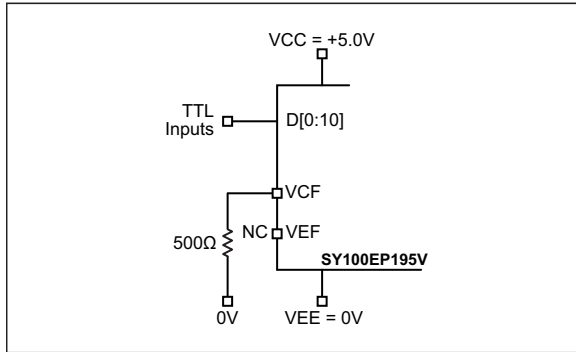 VCC = +5.0V
TTL
Inputs
D[0:10]
VCF
NC VEF
500Ω
SY100EP195V
0V
VEE = 0V